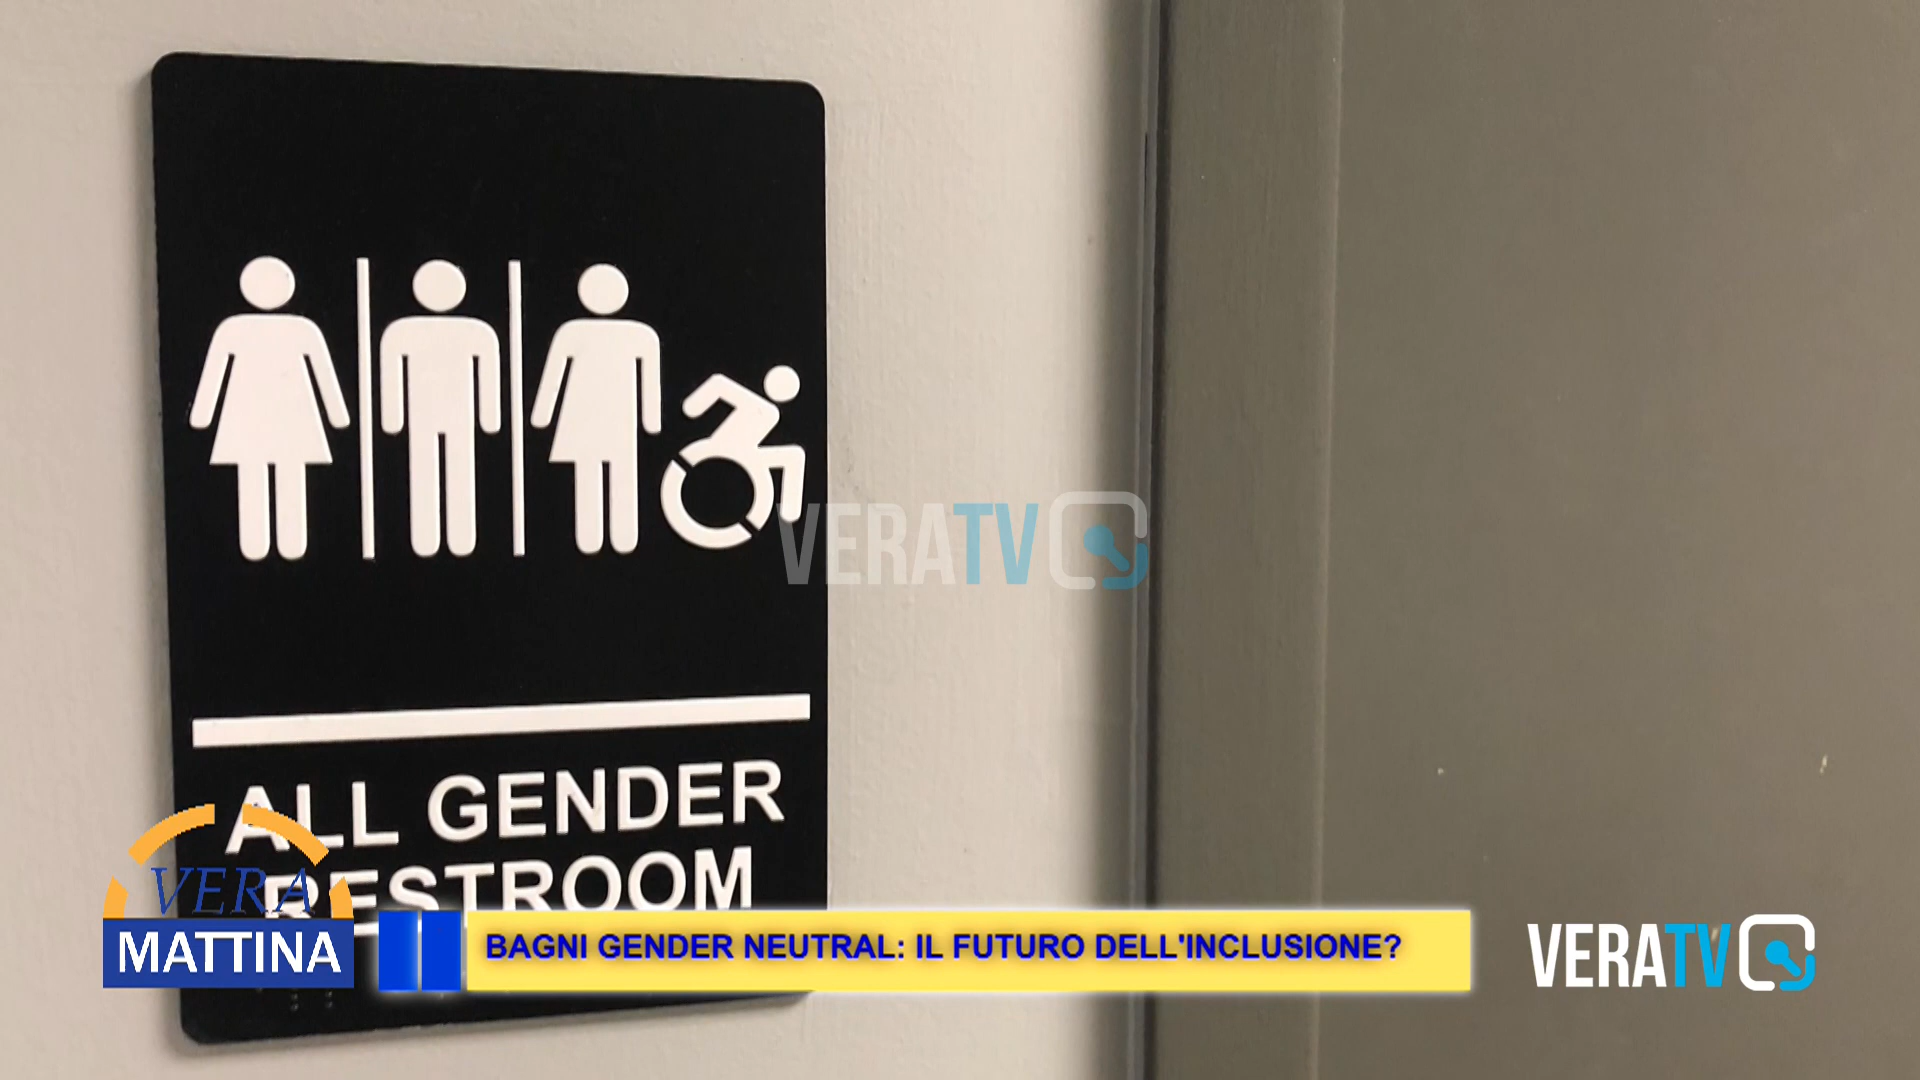 VERATV
ALL GENDER
RESTROOM
VERA
MATTINA
BAGNI GENDER NEUTRAL: IL FUTURO DELL'INCLUSIONE?
VERATV